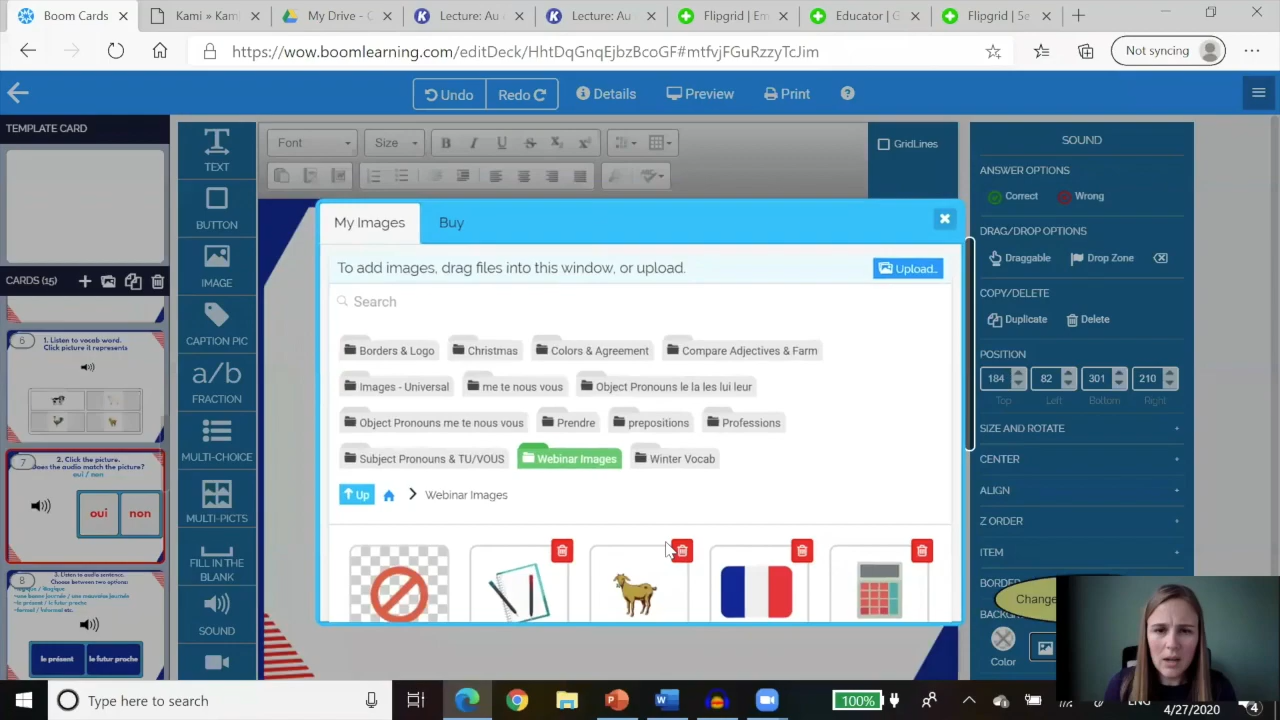 Kami » Kam
My Drive - C
Lecture: Au
Lecture: Au
Flipgrid | Em
Educator | G
Flipgrid | Se
https://wow.boomlearning.com/editDeck/HhtDqGnqEjbzBcoGF#mtfvjFGuRzzyTcJim
Not syncing
Undo
Redo
Details
Preview
Print
TEMPLATE CARD
CARDS (15)
6
1. Listen to vocab word.
Click picture it represents
7
2. Click the picture.
Does the audio match the picture?
oui / non
oui
non
8
3. Listen to audio sentence.
Choose between two options:
le présent
le futur proche
TEXT
BUTTON
IMAGE
CAPTION PIC
a/b
FRACTION
MULTI-CHOICE
MULTI-PICTS
FILL IN THE
BLANK
SOUND
Font
Size
B
I
U
GridLines
My Images
Buy
To add images, drag files into this window, or upload.
Upload..
Search
Borders & Logo
Christmas
Colors & Agreement
Compare Adjectives & Farm
Images - Universal
me te nous vous
Object Pronouns le la les lui leur
Object Pronouns me te nous vous
Prendre
prepositions
Professions
Subject Pronouns & TU/VOUS
Webinar Images
Winter Vocab
Up
Webinar Images
SOUND
ANSWER OPTIONS
Correct
Wrong
DRAG/DROP OPTIONS
Draggable
Drop Zone
COPY/DELETE
Duplicate
Delete
POSITION
184
82
301
210
Top
Left
Bottom
Right
SIZE AND ROTATE
CENTER
ALIGN
Z ORDER
ITEM
BORDER
Change
Color
Type here to search
100%
4/27/2020
4